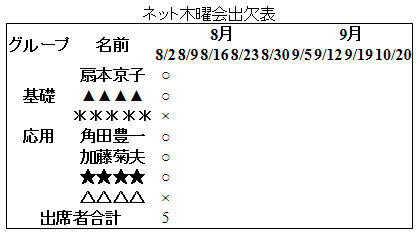 ネット木曜会出欠表
グループ 名前 8月 9月
8/2 8/9 8/16 8/23 8/30 9/5 9/12 9/19 10/20
扇本京子 ○
基礎 ▲▲▲▲ ○
＊＊＊＊＊ ×
応用 角田豊一 ○
加藤菊夫 ○
★★★★ ○
△△△△ ×
出席者合計 5